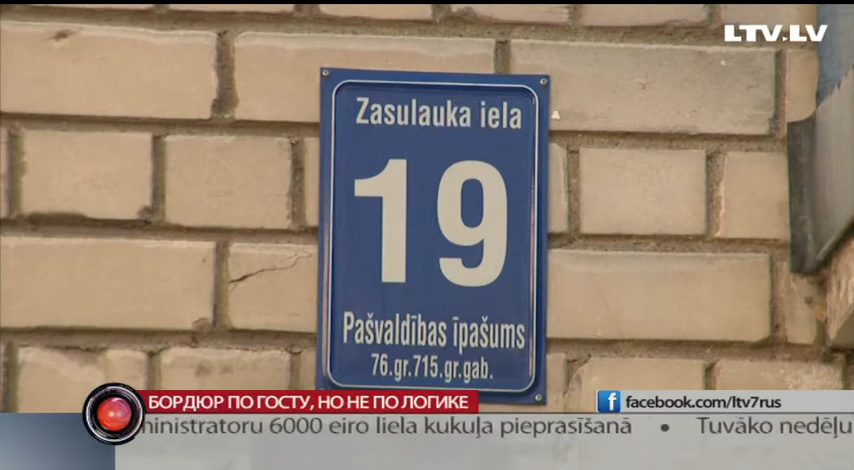 LTV.LV
Zasulauka iela
19
Pašvaldības īpašums
76.gr.715.gr.gab.
БОРДЮР ПО ГОСТУ, НО НЕ ПО ЛОГИКЕ
facebook.com/ltv7rus
ministratoru 6000 eiro liela kukuļa pieprasīšanā • Tuvāko nedēļu